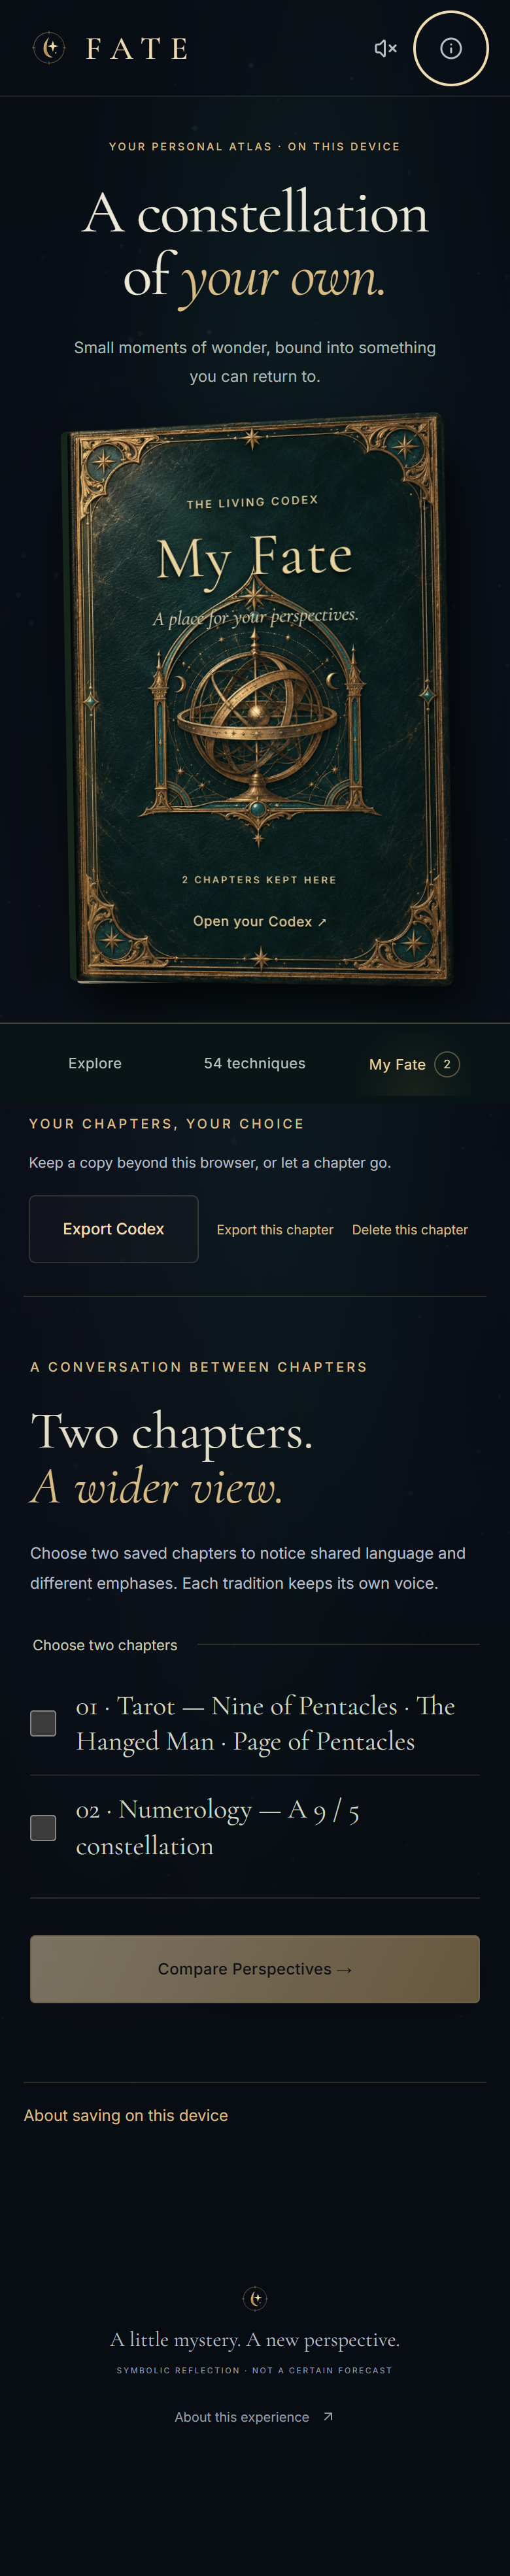 FATE
YOUR PERSONAL ATLAS · ON THIS DEVICE
A constellation
of your own.
Small moments of wonder, bound into something
you can return to.
THE LIVING CODEX
My Fate
A place for your perspectives.
2 CHAPTERS KEPT HERE
Open your Codex ↗
Explore
54 techniques
My Fate 2
YOUR CHAPTERS, YOUR CHOICE
Keep a copy beyond this browser, or let a chapter go.
Export Codex
Export this chapter
Delete this chapter
A CONVERSATION BETWEEN CHAPTERS
Two chapters.
A wider view.
Choose two saved chapters to notice shared language and
different emphases. Each tradition keeps its own voice.
Choose two chapters
01 · Tarot — Nine of Pentacles · The
Hanged Man · Page of Pentacles
02 · Numerology — A 9 / 5
constellation
Compare Perspectives →
About saving on this device
A little mystery. A new perspective.
SYMBOLIC REFLECTION · NOT A CERTAIN FORECAST
About this experience ↗